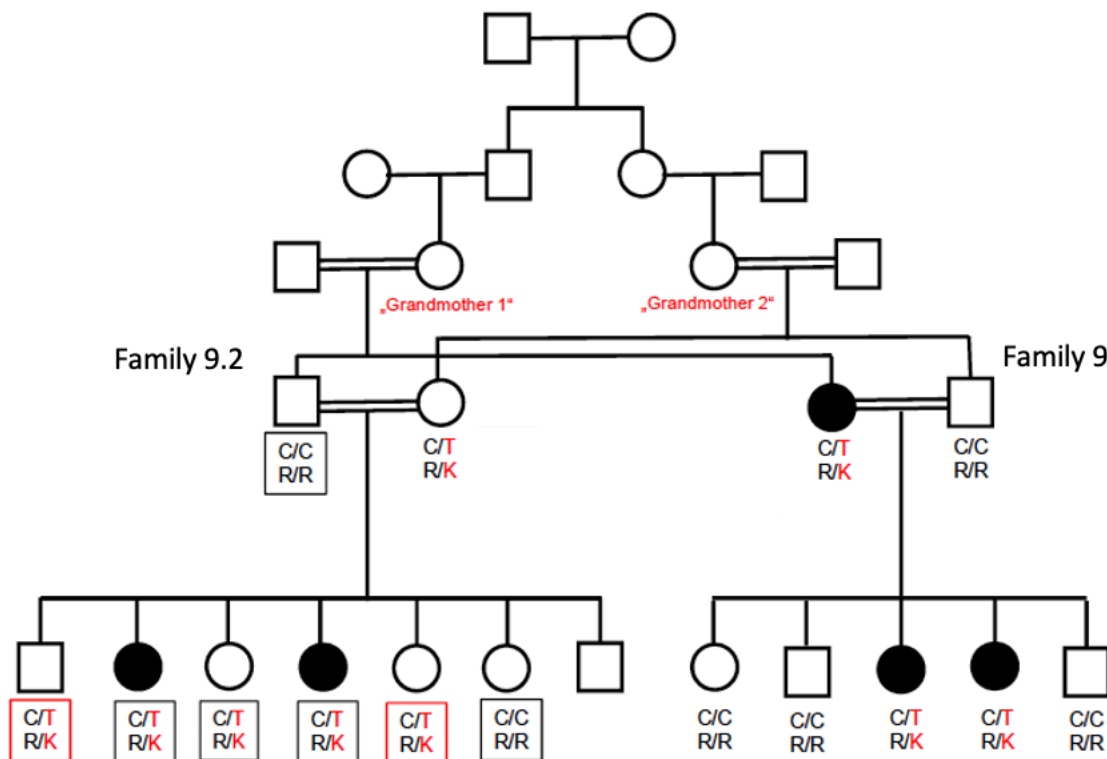 „Grandmother 1“
„Grandmother 2“
Family 9.2
Family 9
C/C
R/R
C/T
R/K
C/T
R/K
C/C
R/R
C/T
R/K
C/T
R/K
C/T
R/K
C/T
R/K
C/T
R/K
C/C
R/R
C/C
R/R
C/C
R/R
C/T
R/K
C/T
R/K
C/C
R/R